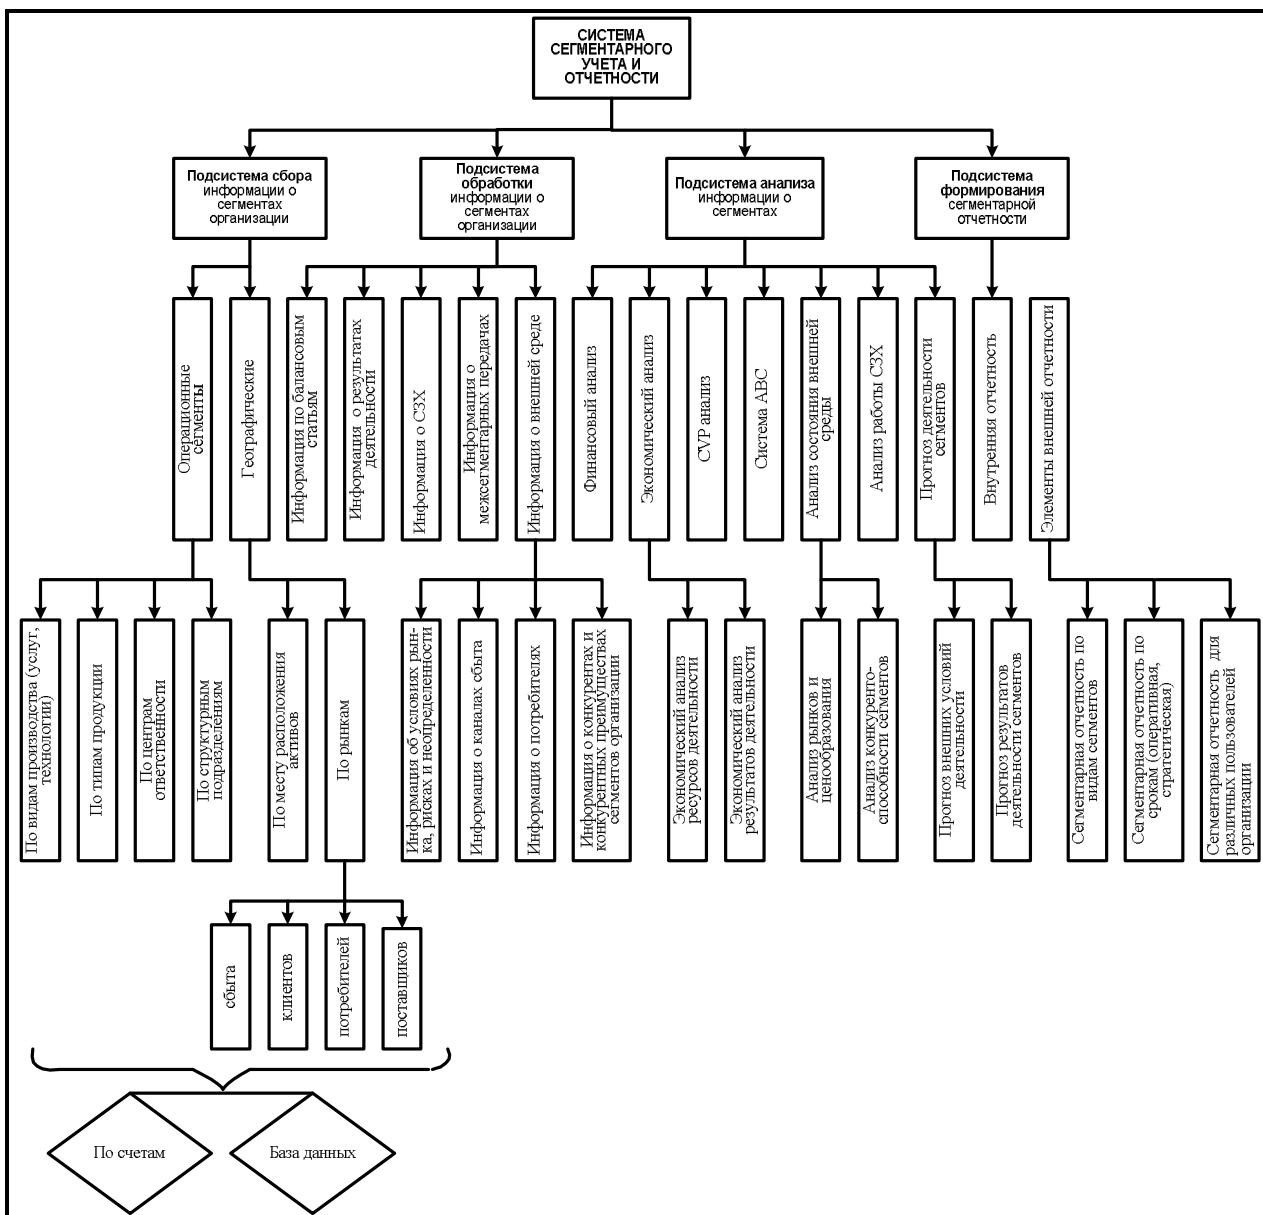 СИСТЕМА
СЕГМЕНТАРНОГО
УЧЕТА И
ОТЧЕТНОСТИ
Подсистема сбора
информации о
сегментах
организации
Подсистема
обработки
информации о
сегментах
организации
Подсистема анализа
информации о
сегментах
Подсистема
формирования
сегментарной
отчетности
Операционные
сегменты
Географические
Информация по балансовым
статьям
Информация о результатах
деятельности
Информация о СЗХ
Информация о
межсегментарных передачах
Информация о внешней среде
Финансовый анализ
Экономический анализ
CVP анализ
Система АВС
Анализ состояния внешней
среды
Анализ работы СЗХ
Прогноз деятельности
сегментов
Внутренняя отчетность
Элементы внешней отчетности
По видам производства (услуг,
технологии)
По типам продукции
По центрам
ответственности
По структурным
подразделениям
По месту расположения
активов
По рынкам
Информация об условиях рын-
ка, рисках и неопределенности
Информация о каналах сбыта
Информация о потребителях
Информация о конкурентах и
конкурентных преимуществах
сегментов организации
Экономический анализ
ресурсов деятельности
Экономический анализ
результатов деятельности
Анализ рынков и
ценообразования
Анализ конкуренто-
способности сегментов
Прогноз внешних условий
деятельности
Прогноз результатов
деятельности сегментов
Сегментарная отчетность по
видам сегментов
Сегментарная отчетность по
срокам (оперативная,
стратегическая)
Сегментарная отчетность для
различных пользователей
организации
сбыта
клиентов
потребителей
поставщиков
По счетам
База данных